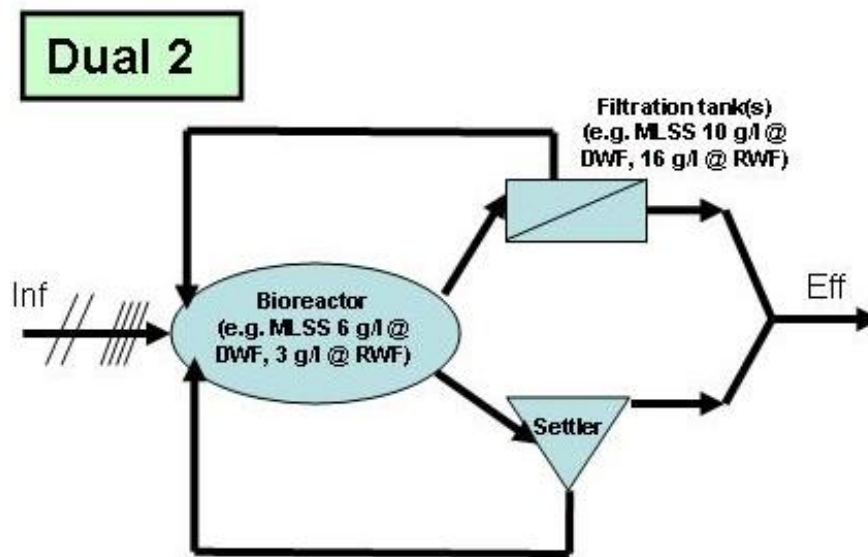 Dual 2
Filtration tank(s)
(e.g. MLSS 10 g/l @
DWF, 16 g/l @ RWF)
Inf
Bioreactor
(e.g. MLSS 6 g/l @
DWF, 3 g/l @ RWF)
Eff
Settler